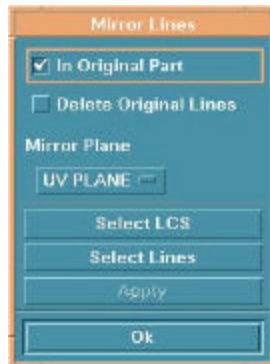 Mirror Lines
In Original Part
Delete Original Lines
Mirror Plane
UV PLANE
Select LCS
Select Lines
Apply
Ok